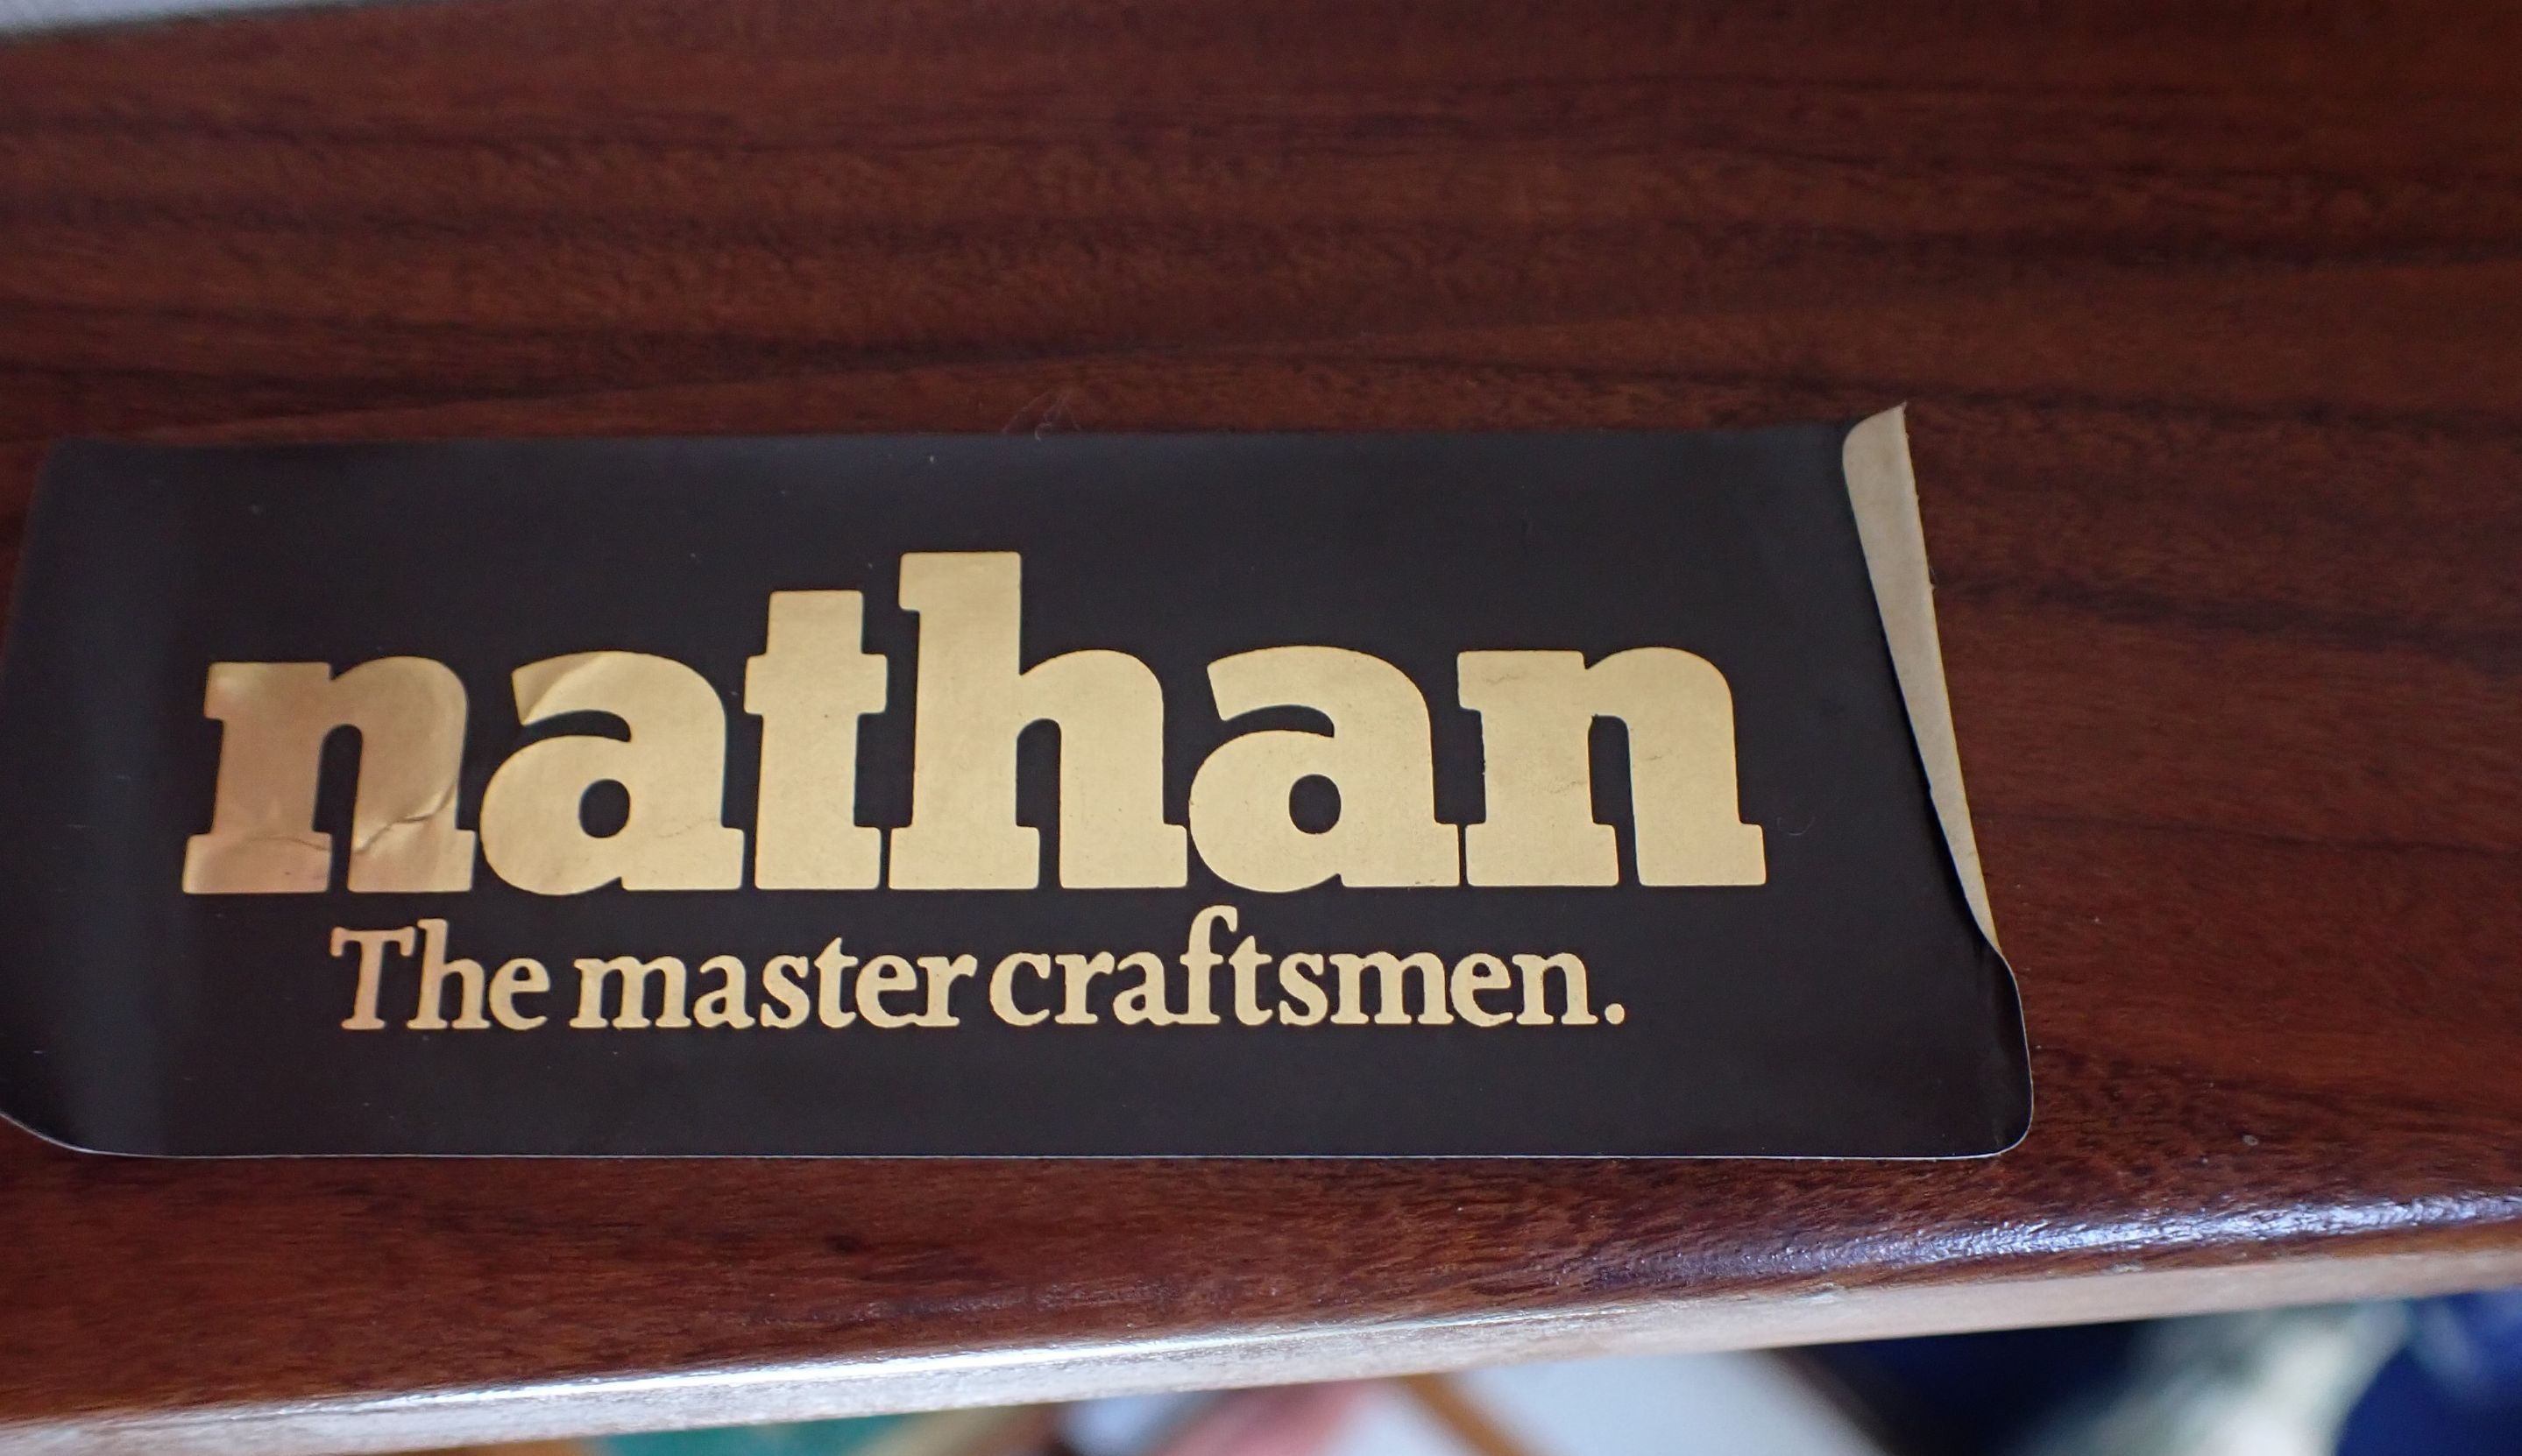 nathan
The master craftsmen.